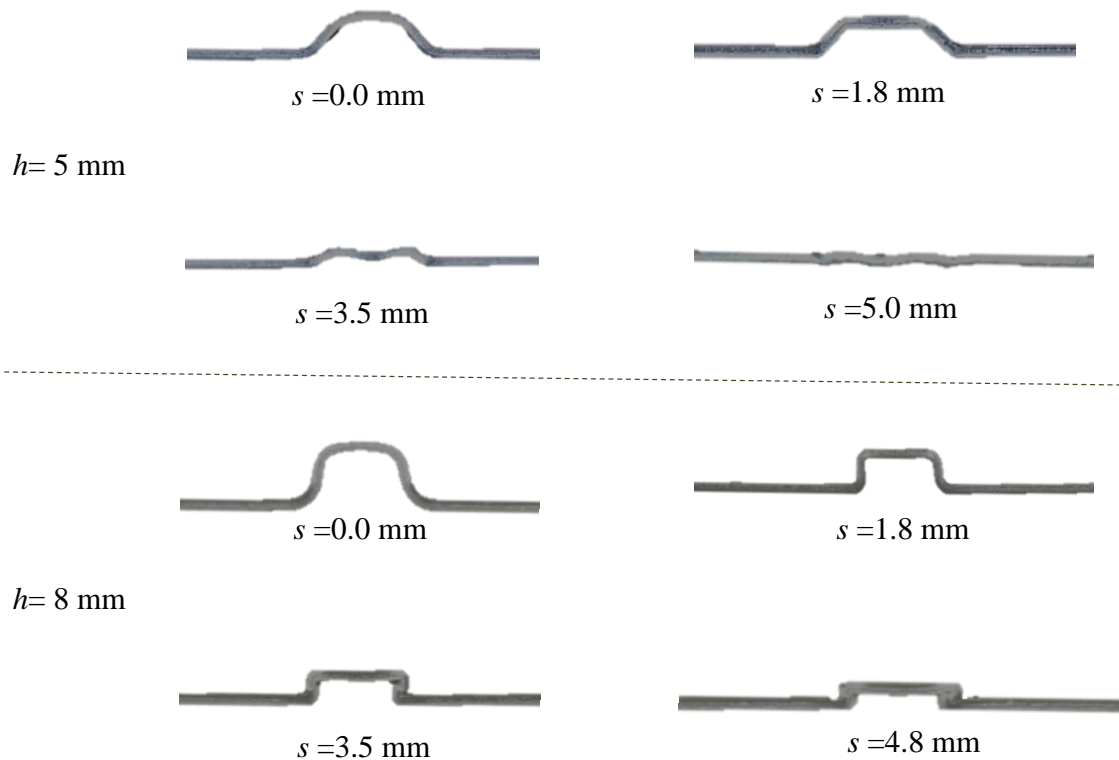 s =0.0 mm
s =1.8 mm
h= 5 mm
s =3.5 mm
s =5.0 mm
s =0.0 mm
s =1.8 mm
h= 8 mm
s =3.5 mm
s =4.8 mm